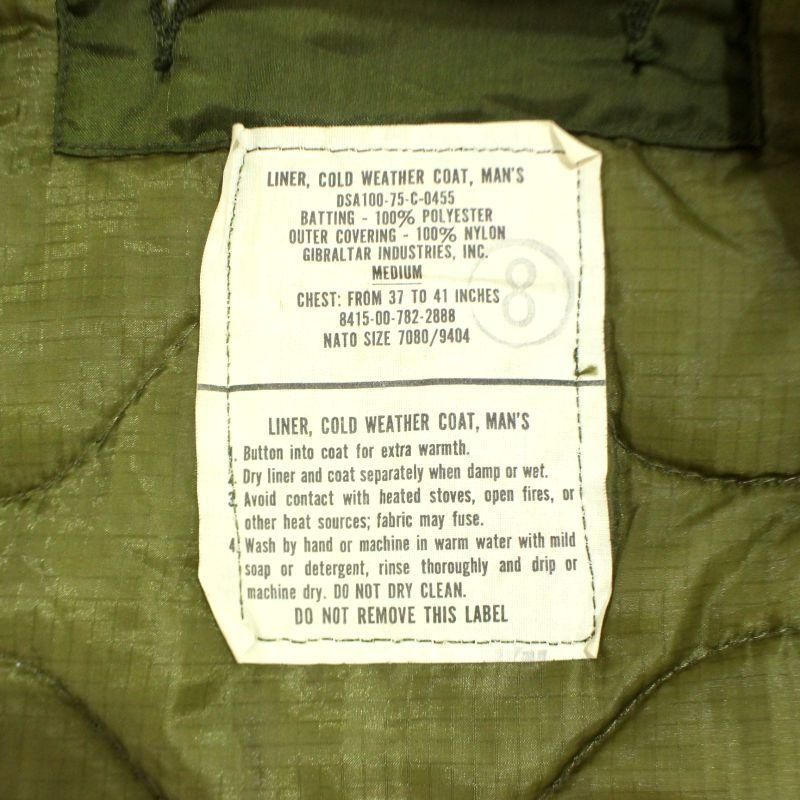 LINER, COLD WEATHER COAT, MAN'S
DSA100-75-C-0455
BATTING - 100% POLYESTER
OUTER COVERING - 100% NYLON
GIBRALTAR INDUSTRIES, INC.
MEDIUM
8
CHEST: FROM 37 TO 41 INCHES
8415-00-782-2888
NATO SIZE 7080/9404
LINER, COLD WEATHER COAT, MAN'S
1. Button into coat for extra warmth.
2. Dry liner and coat separately when damp or wet.
3. Avoid contact with heated stoves, open fires, or
other heat sources; fabric may fuse.
4. Wash by hand or machine in warm water with mild
soap or detergent, rinse thoroughly and drip or
machine dry. DO NOT DRY CLEAN.
DO NOT REMOVE THIS LABEL